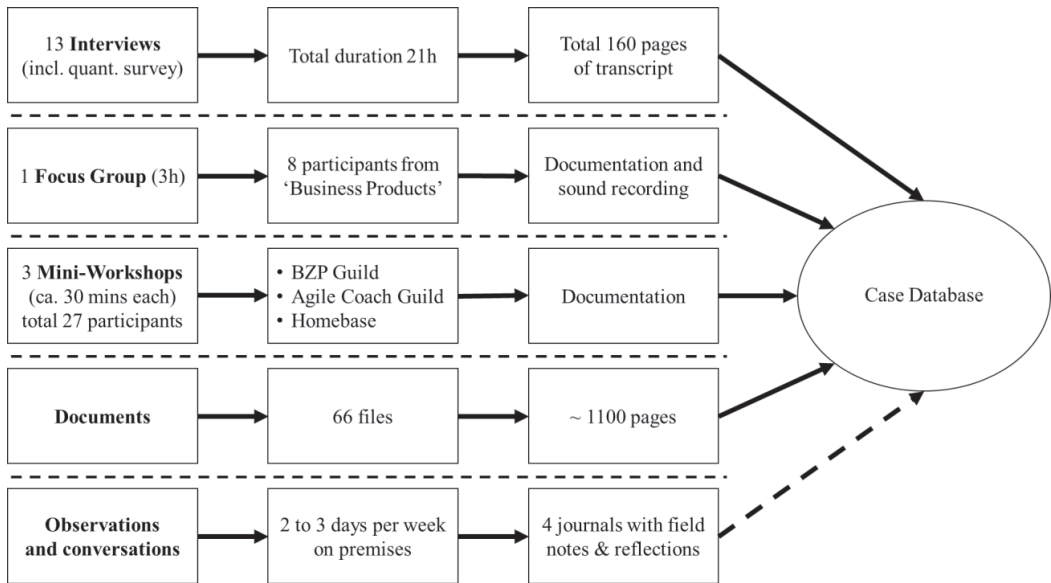 13 Interviews
(incl. quant. survey)
Total duration 21h
Total 160 pages
of transcript
1 Focus Group (3h)
8 participants from
‘Business Products’
Documentation and
sound recording
3 Mini-Workshops
(ca. 30 mins each)
total 27 participants
• BZP Guild
• Agile Coach Guild
• Homebase
Documentation
Case Database
Documents
66 files
~ 1100 pages
Observations
and conversations
2 to 3 days per week
on premises
4 journals with field
notes & reflections